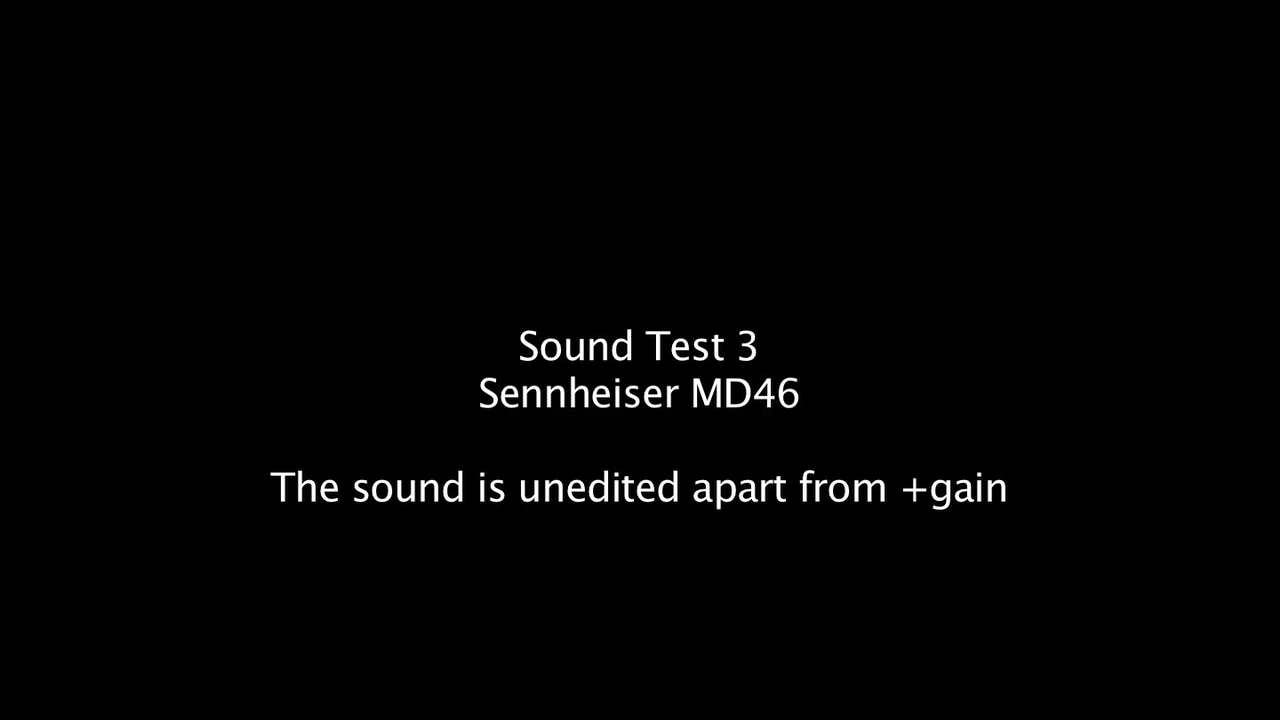 Sound Test 3
Sennheiser MD46
The sound is unedited apart from +gain